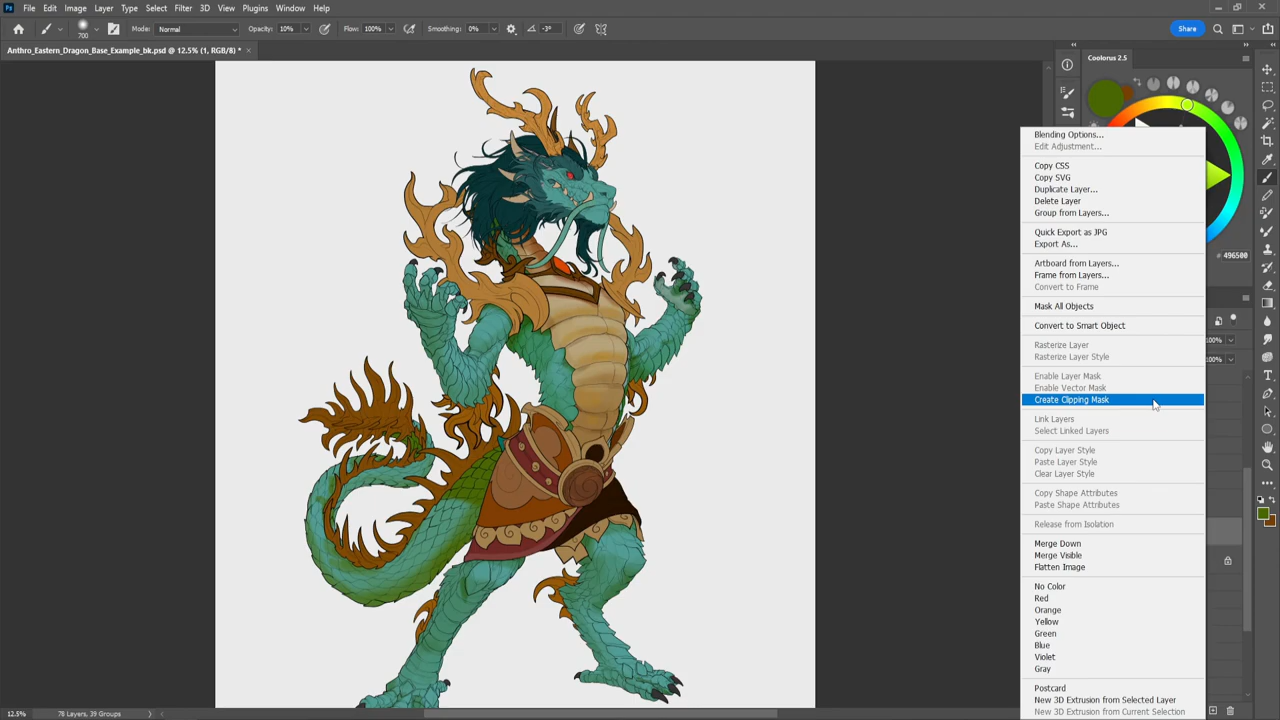 File Edit Image Layer Type Select Filter 3D View Plugins Window Help
700 Mode: Normal Opacity: 10% Flow: 100% Smoothing: 0% -3° Share
Anthro_Eastern_Dragon_Base_Example_bk.psd @ 12.5% (1, RGB/8) *
Coolorus 2.5
# 496500
100%
100%
Blending Options...
Edit Adjustment...
Copy CSS
Copy SVG
Duplicate Layer...
Delete Layer
Group from Layers...
Quick Export as JPG
Export As...
Artboard from Layers...
Frame from Layers...
Convert to Frame
Mask All Objects
Convert to Smart Object
Rasterize Layer
Rasterize Layer Style
Enable Layer Mask
Enable Vector Mask
Create Clipping Mask
Link Layers
Select Linked Layers
Copy Layer Style
Paste Layer Style
Clear Layer Style
Copy Shape Attributes
Paste Shape Attributes
Release from Isolation
Merge Down
Merge Visible
Flatten Image
No Color
Red
Orange
Yellow
Green
Blue
Violet
Gray
Postcard
New 3D Extrusion from Selected Layer
New 3D Extrusion from Current Selection
12.5% 78 Layers, 39 Groups